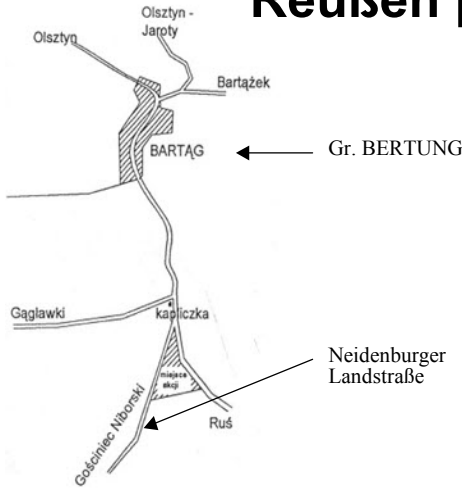 Reußen
Olsztyn -
Jaroty
Olsztyn
Bartążek
BARTĄG
Gr. BERTUNG
Gągławki
kapliczka
miejsce
akcji
Neidenburger
Landstraße
Gościniec Niborski
Ruś